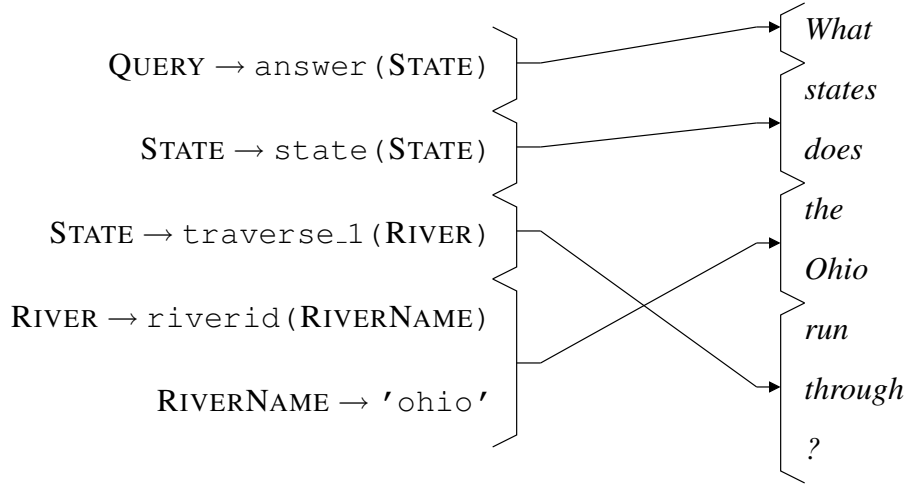 QUERY → answer(STATE)
STATE → state(STATE)
STATE → traverse_1(RIVER)
RIVER → riverid(RIVERNAME)
RIVERNAME → 'ohio'
What
states
does
the
Ohio
run
through
?